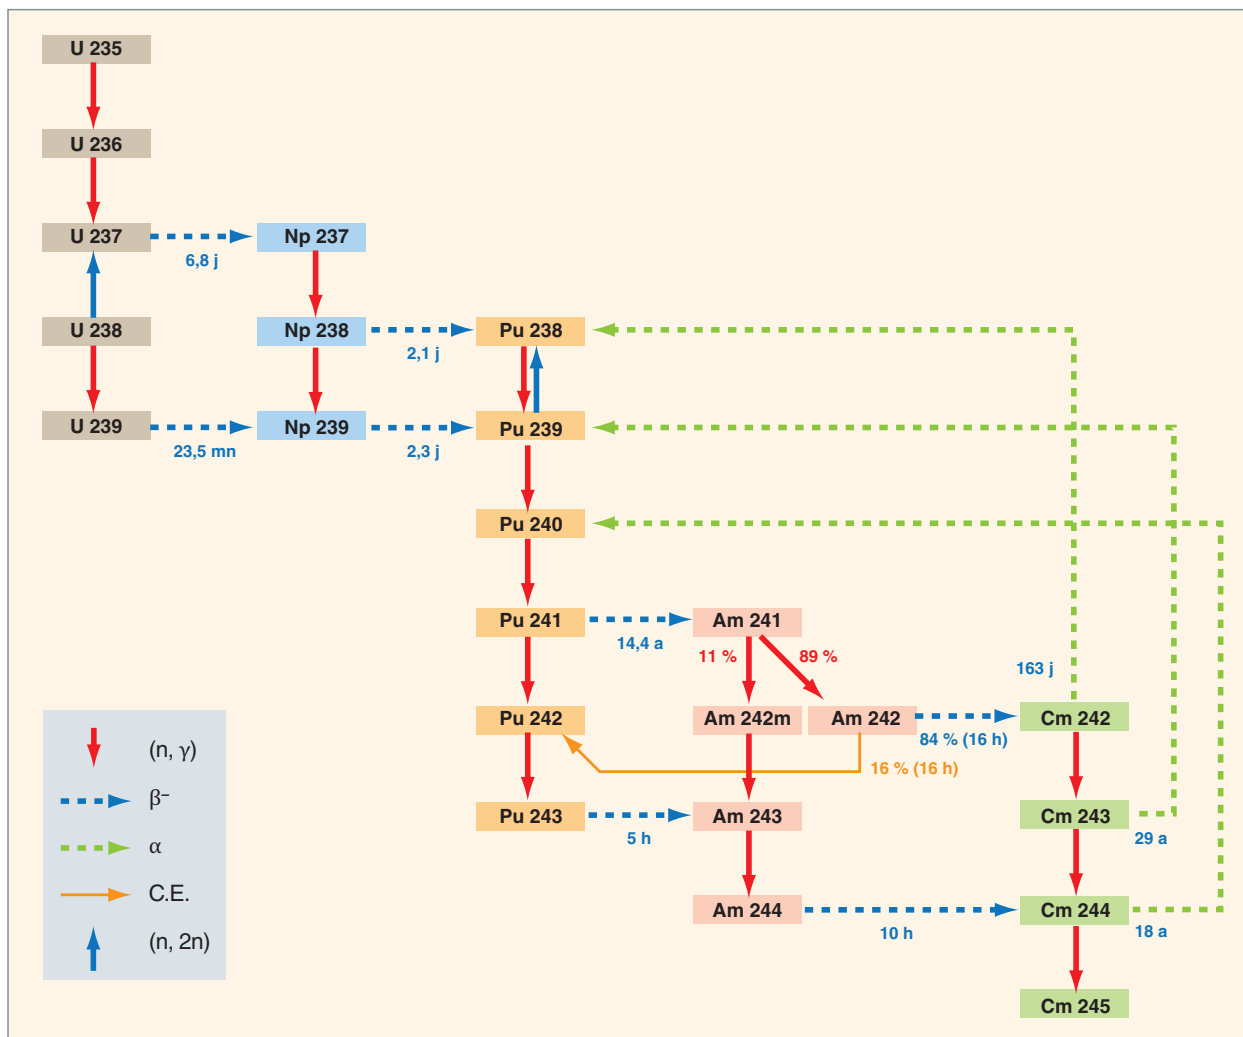 U 235
U 236
U 237
Np 237
6,8 j
U 238
Np 238
Pu 238
2,1 j
U 239
Np 239
Pu 239
23,5 mn
2,3 j
Pu 240
Pu 241
Am 241
14,4 a
11 %
89 %
163 j
Pu 242
Am 242m
Am 242
Cm 242
84 % (16 h)
16 % (16 h)
Pu 243
Am 243
Cm 243
5 h
29 a
Am 244
Cm 244
10 h
18 a
Cm 245
(n, γ)
β–
α
C.E.
(n, 2n)